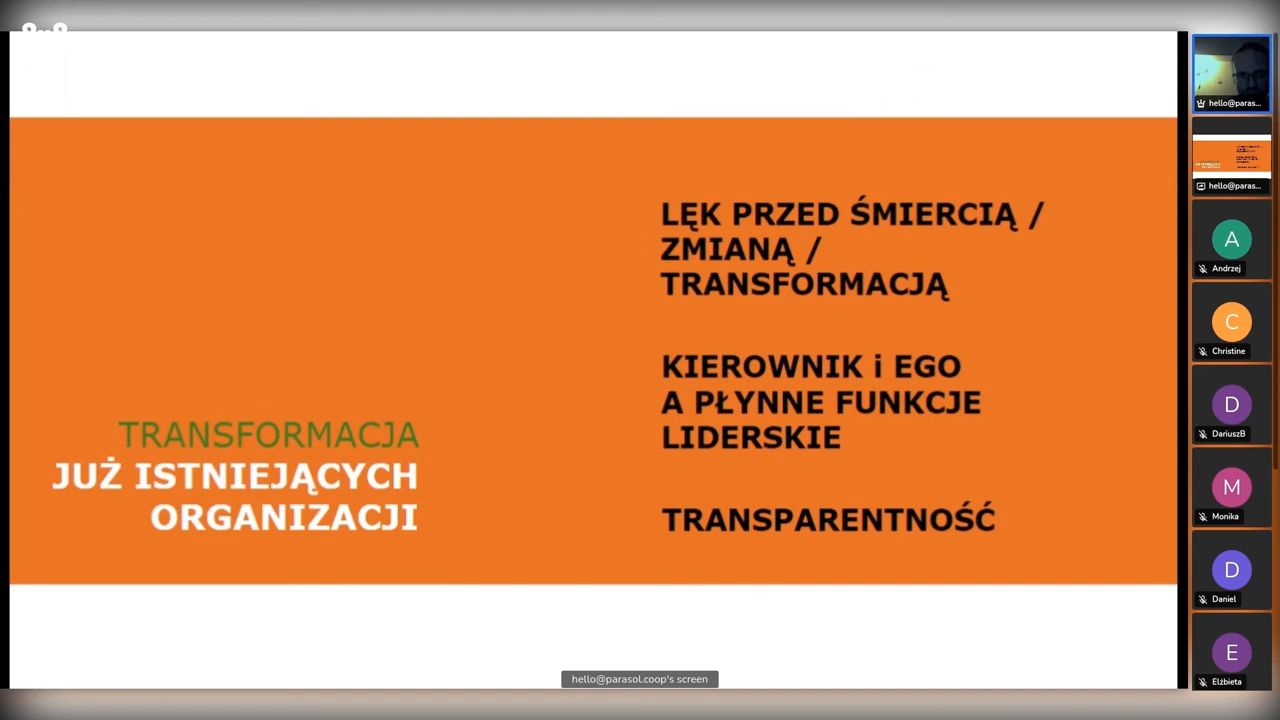 TRANSFORMACJA
JUŻ ISTNIEJĄCYCH
ORGANIZACJI
LĘK PRZED ŚMIERCIĄ /
ZMIANĄ /
TRANSFORMACJĄ
KIEROWNIK i EGO
A PŁYNNE FUNKCJE
LIDERSKIE
TRANSPARENTNOŚĆ
hello@parasol.coop's screen
hello@paras...
hello@paras...
A
Andrzej
C
Christine
D
DariuszB
M
Monika
D
Daniel
E
Elżbieta